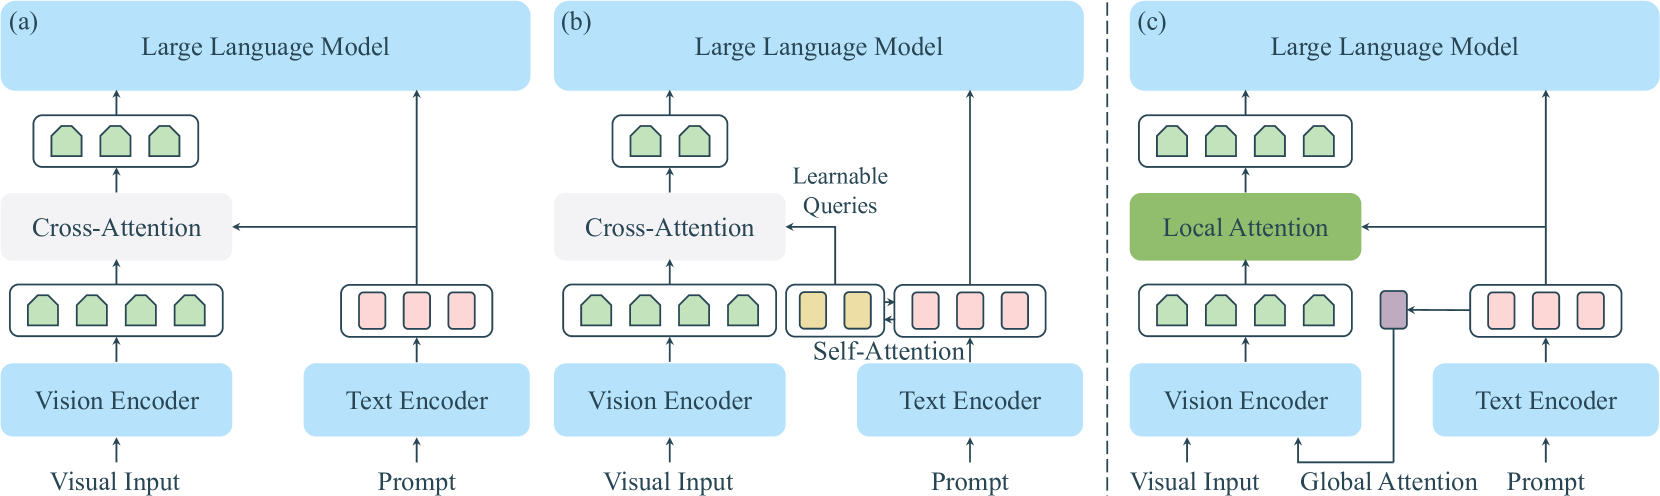 (a)
Large Language Model
Cross-Attention
Vision Encoder
Text Encoder
Visual Input
Prompt
(b)
Large Language Model
Learnable
Queries
Cross-Attention
Self-Attention
Vision Encoder
Text Encoder
Visual Input
Prompt
(c)
Large Language Model
Local Attention
Vision Encoder
Text Encoder
Visual Input
Global Attention
Prompt